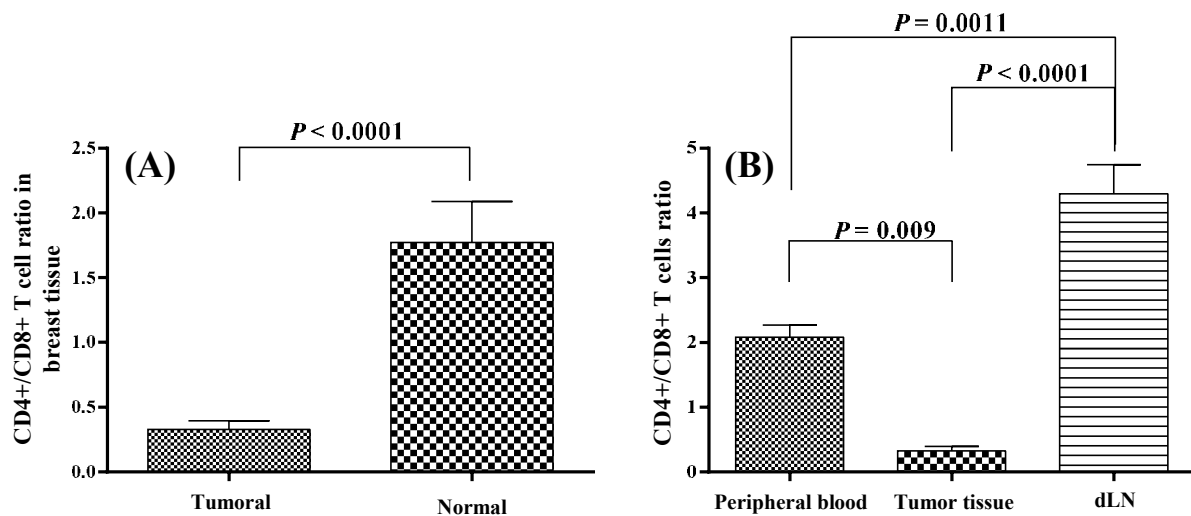 (A)
P < 0.0001
CD4+/CD8+ T cell ratio in
breast tissue
2.5
2.0
1.5
1.0
0.5
0.0
Tumoral
Normal
(B)
P = 0.0011
P < 0.0001
P = 0.009
CD4+/CD8+ T cells ratio
5
4
3
2
1
0
Peripheral blood
Tumor tissue
dLN